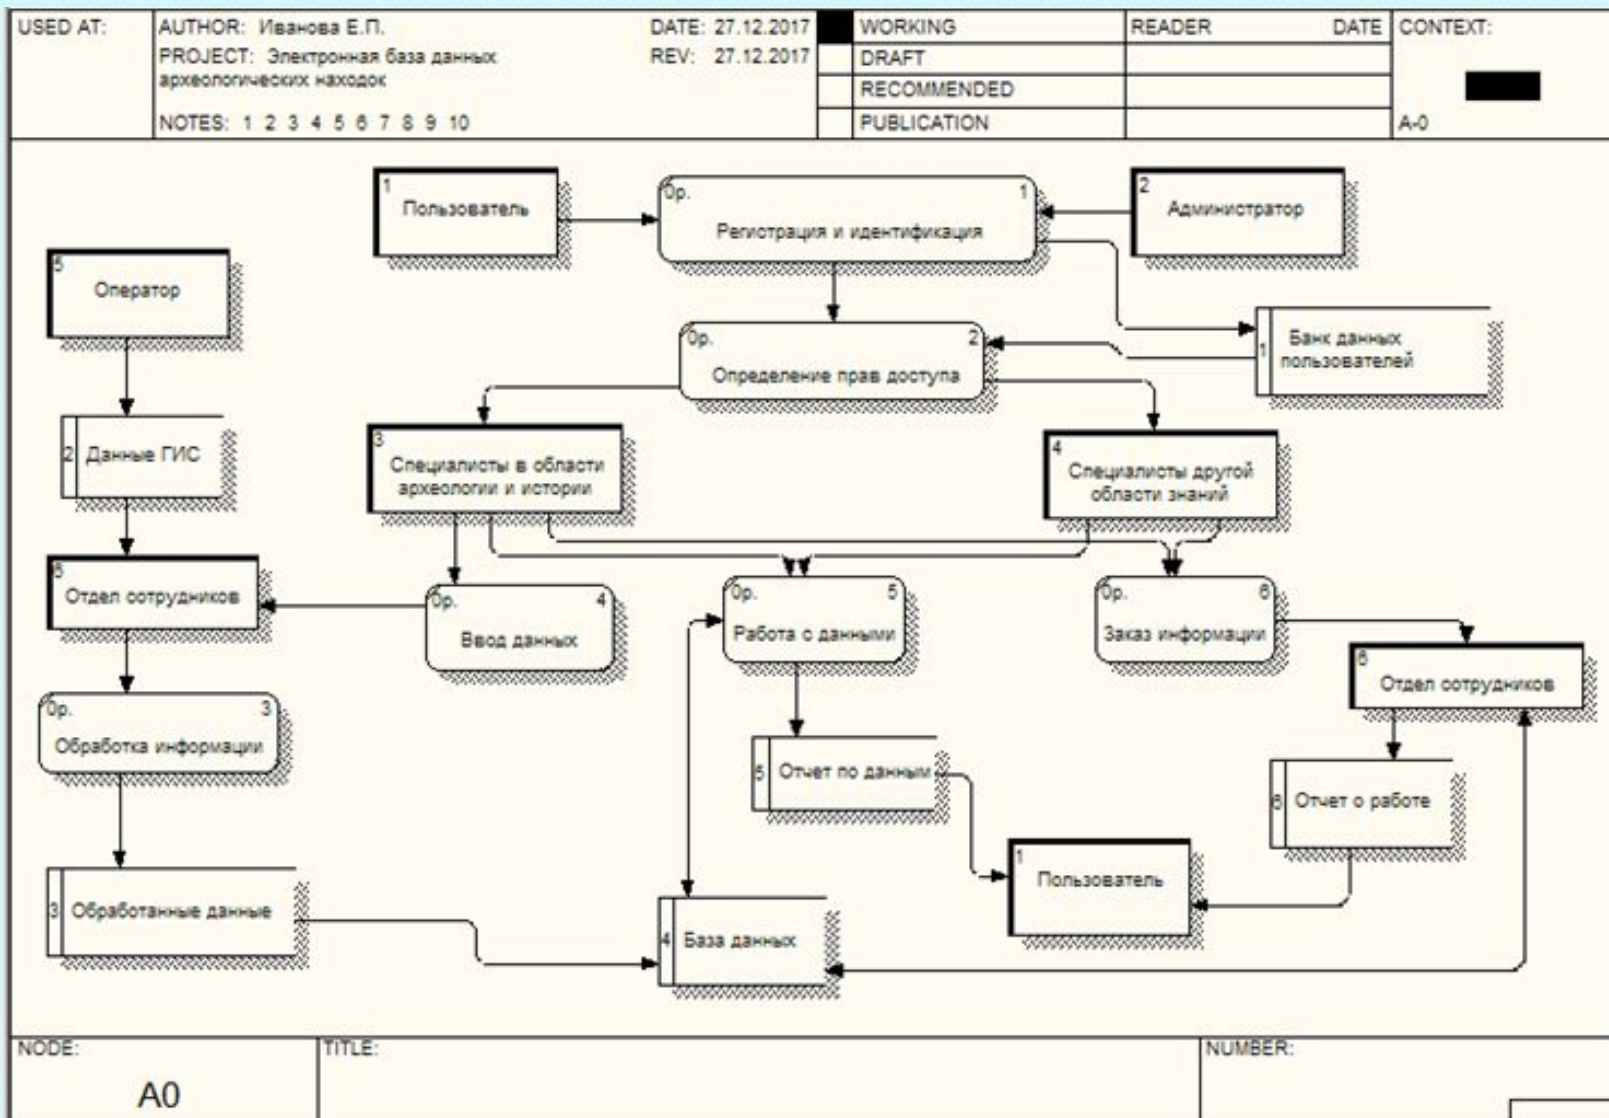 USED AT:
AUTHOR: Иванова Е.П.
DATE: 27.12.2017
PROJECT: Электронная база данных
археологических находок
REV: 27.12.2017
NOTES: 1 2 3 4 5 6 7 8 9 10
WORKING
DRAFT
RECOMMENDED
PUBLICATION
READER DATE
CONTEXT:
A-0
1
Пользователь
0р. 1
Регистрация и идентификация
2
Администратор
5
Оператор
0р. 2
Определение прав доступа
1
Банк данных
пользователей
2 Данные ГИС
3
Специалисты в области
археологии и истории
4
Специалисты другой
области знаний
6
Отдел сотрудников
0р. 4
Ввод данных
0р. 5
Работа с данными
0р. 6
Заказ информации
6
Отдел сотрудников
0р. 3
Обработка информации
5 Отчет по данным
6 Отчет о работе
1
Пользователь
3 Обработанные данные
4 База данных
NODE:
A0
TITLE:
NUMBER: